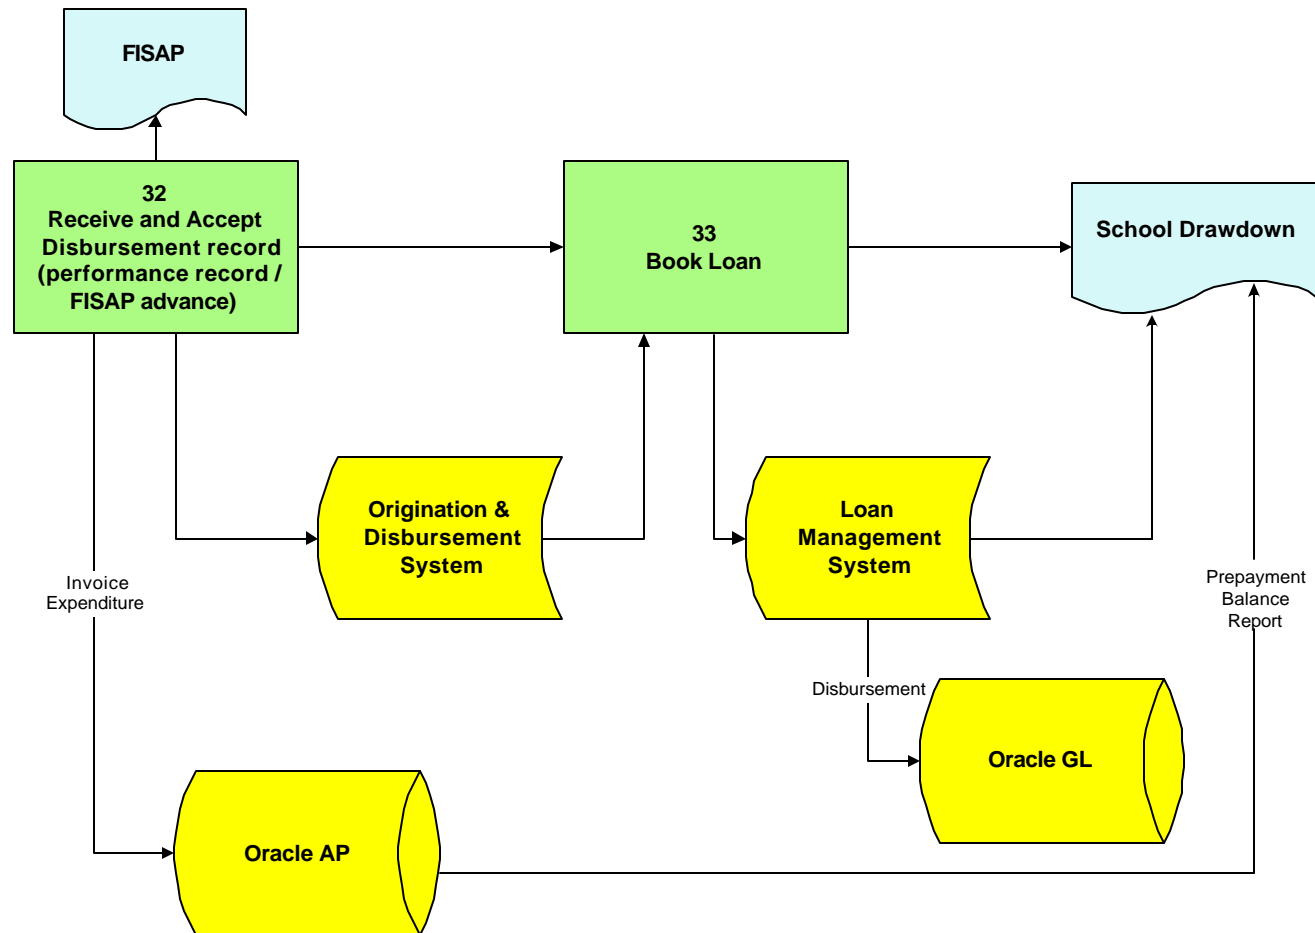 FISAP
32
Receive and Accept
Disbursement record
(performance record /
FISAP advance)
33
Book Loan
School Drawdown
Origination &
Disbursement
System
Loan
Management
System
Invoice
Expenditure
Prepayment
Balance
Report
Disbursement
Oracle GL
Oracle AP